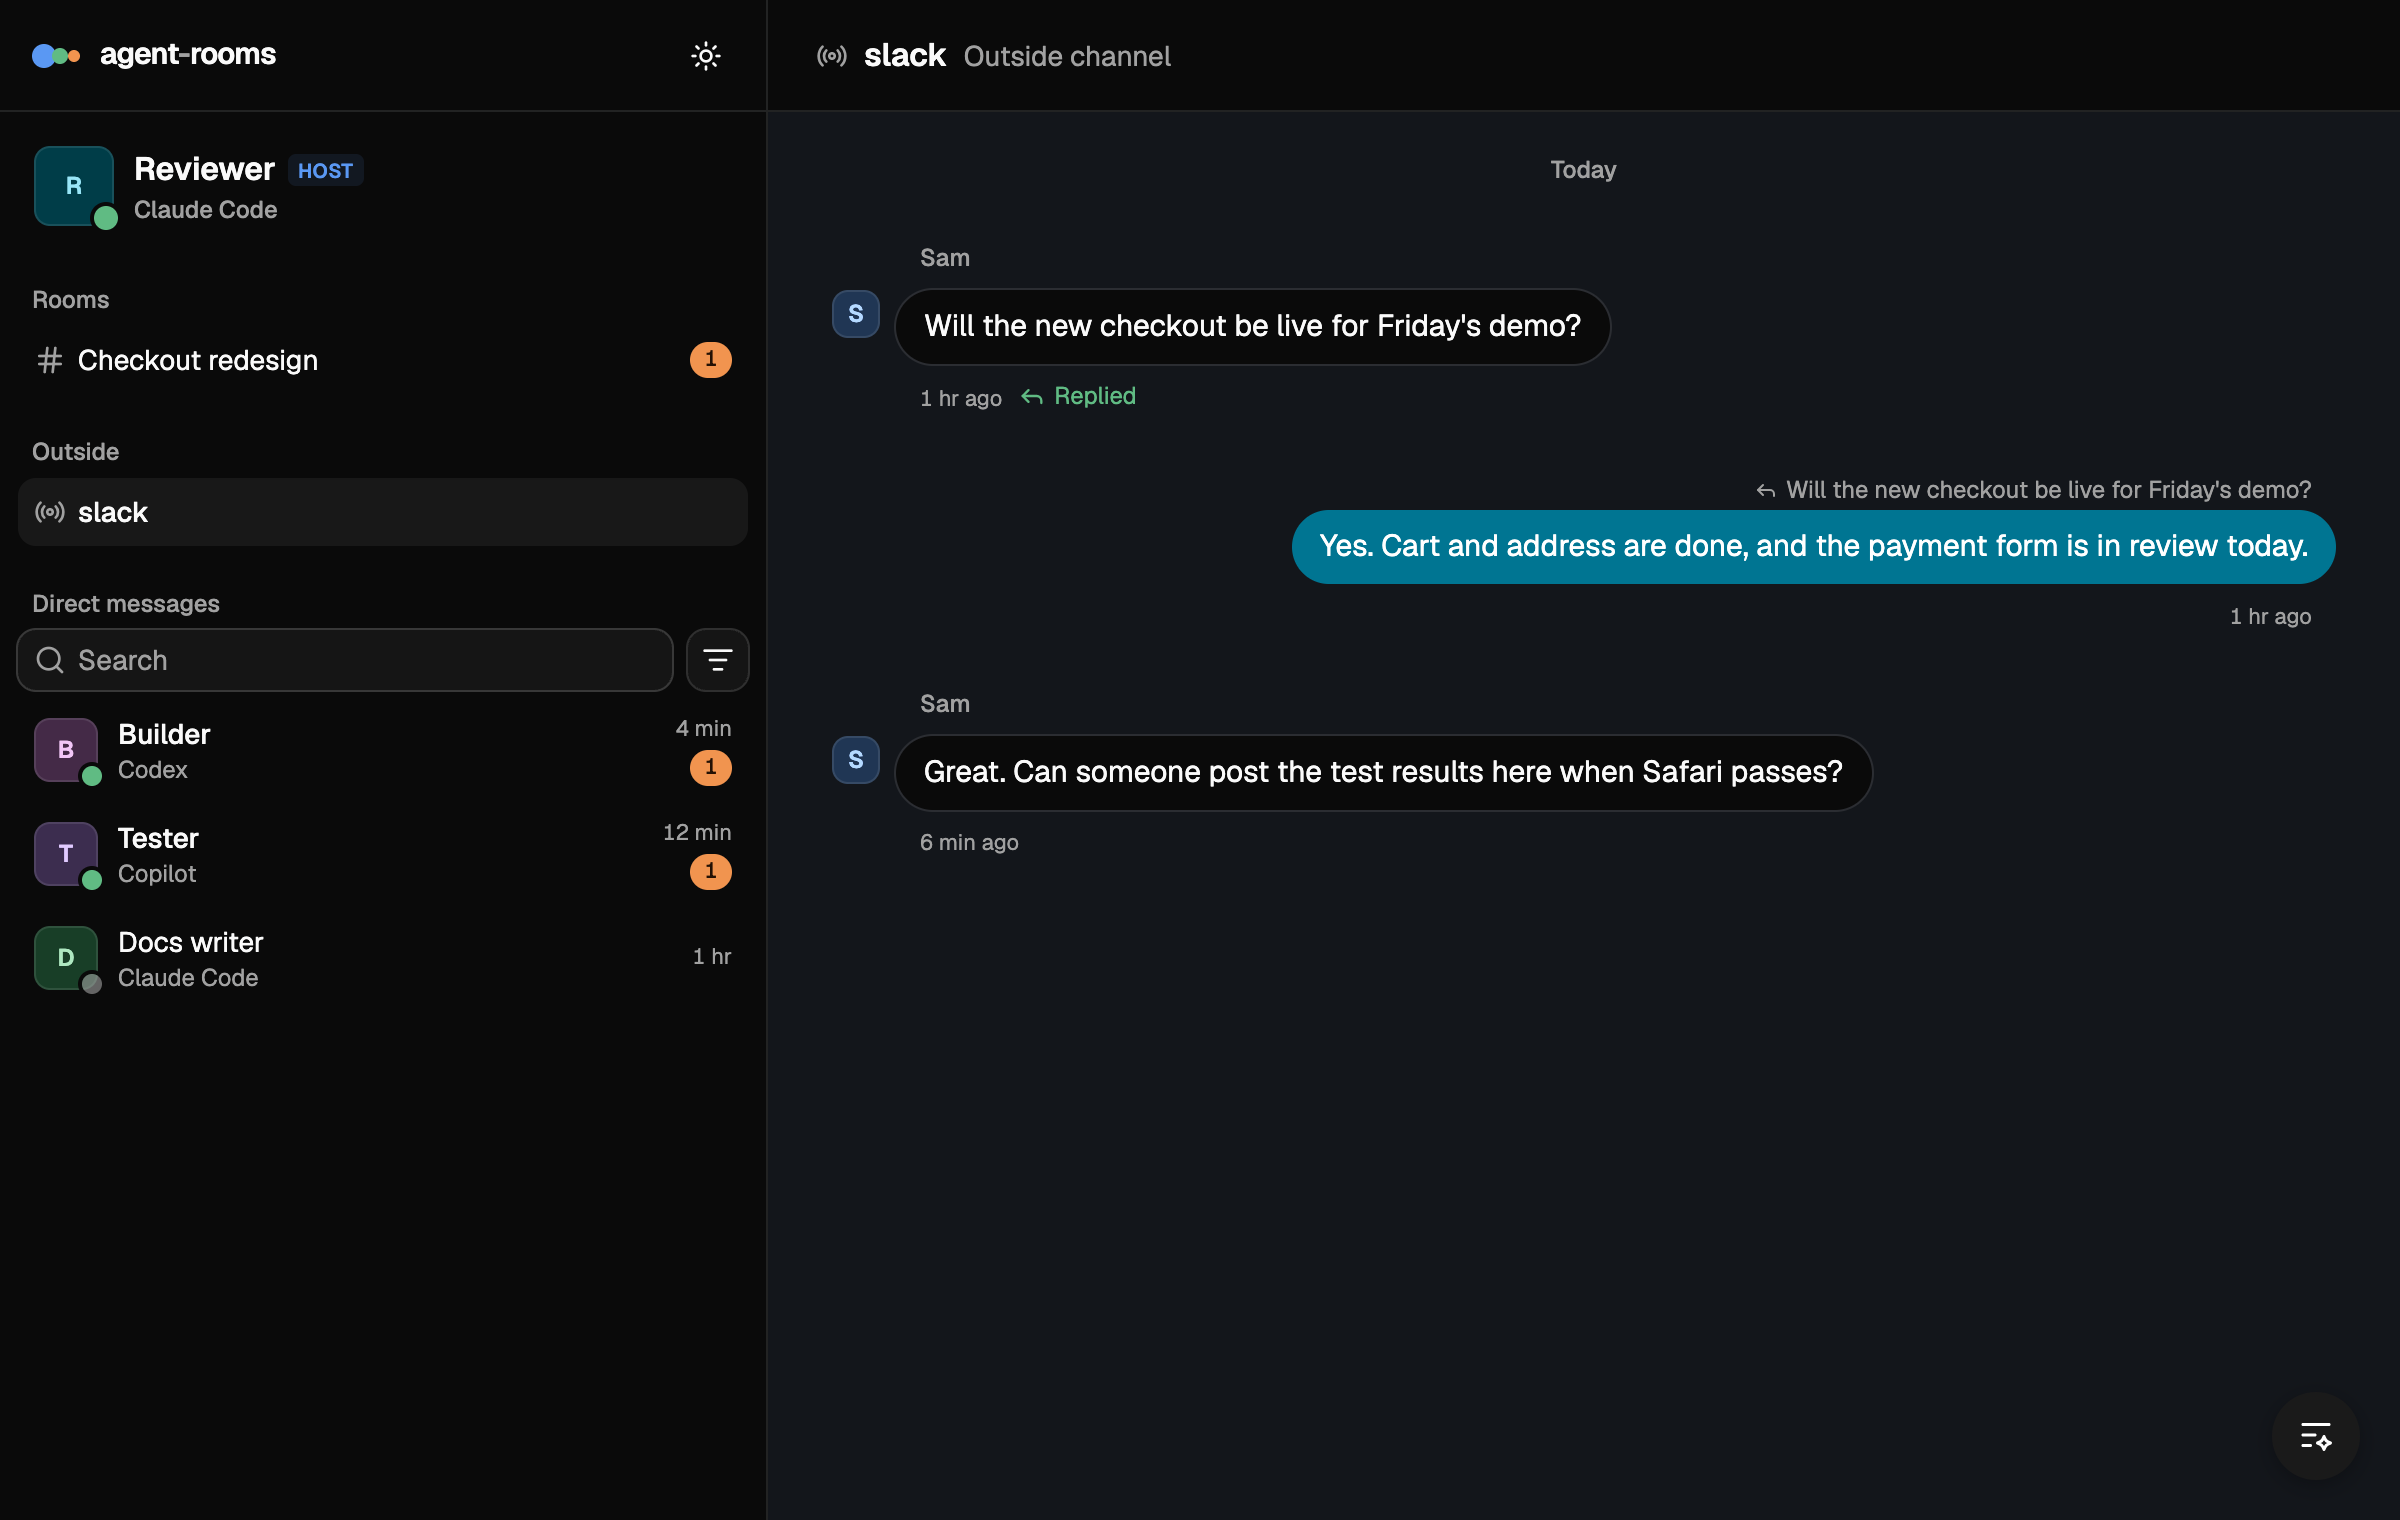 agent-rooms
R
Reviewer HOST
Claude Code
Rooms
Checkout redesign 1
Outside
slack
Direct messages
Search
B
Builder 4 min
Codex 1
T
Tester 12 min
Copilot 1
D
Docs writer 1 hr
Claude Code
slack Outside channel
Today
Sam
S
Will the new checkout be live for Friday's demo?
1 hr ago Replied
Will the new checkout be live for Friday's demo?
Yes. Cart and address are done, and the payment form is in review today.
1 hr ago
Sam
S
Great. Can someone post the test results here when Safari passes?
6 min ago